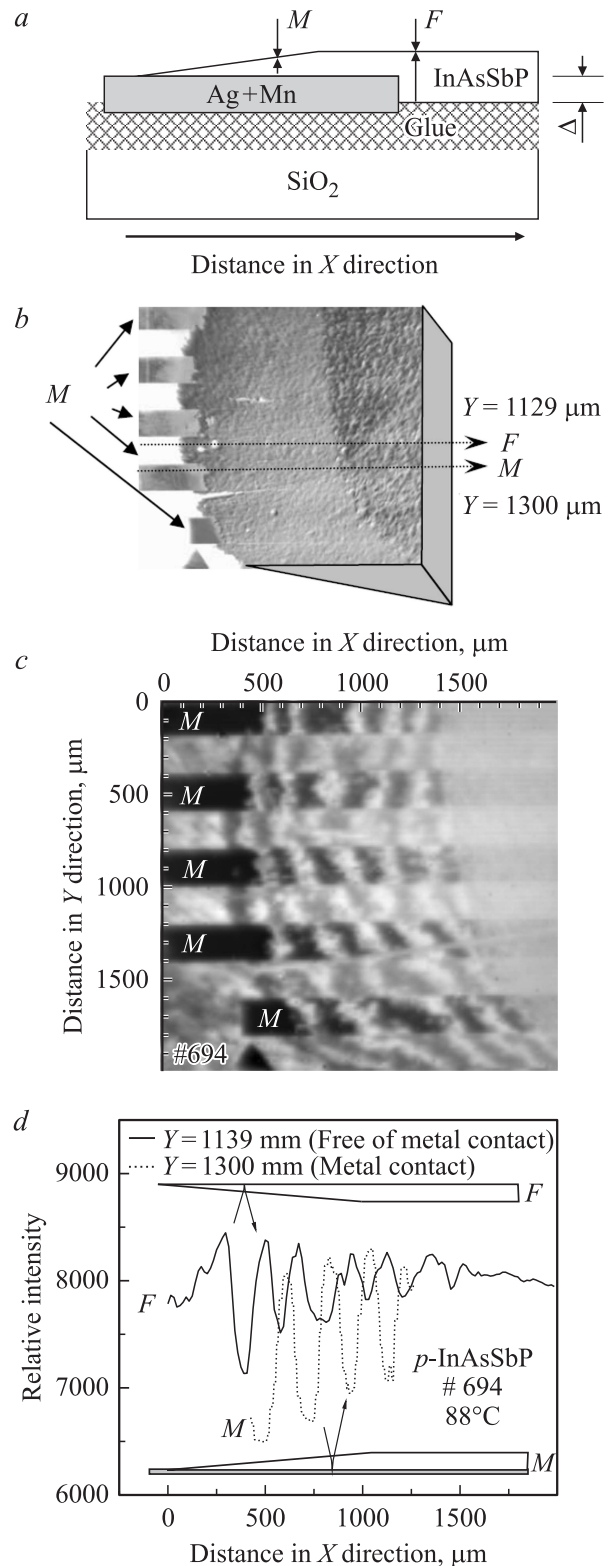 a
M
F
InAsSbP
Ag+Mn
Glue
Δ
SiO2
Distance in X direction
b
M
Y = 1129 μm
F
M
Y = 1300 μm
Distance in X direction, μm
c
0 500 1000 1500
0
500
1000
1500
Distance in Y direction, μm
M
M
M
M
M
#694
d
Y = 1139 mm (Free of metal contact)
Y = 1300 mm (Metal contact)
9000
8000
7000
6000
Relative intensity
F
F
p-InAsSbP
# 694
88°C
M
M
0 500 1000 1500
Distance in X direction, μm